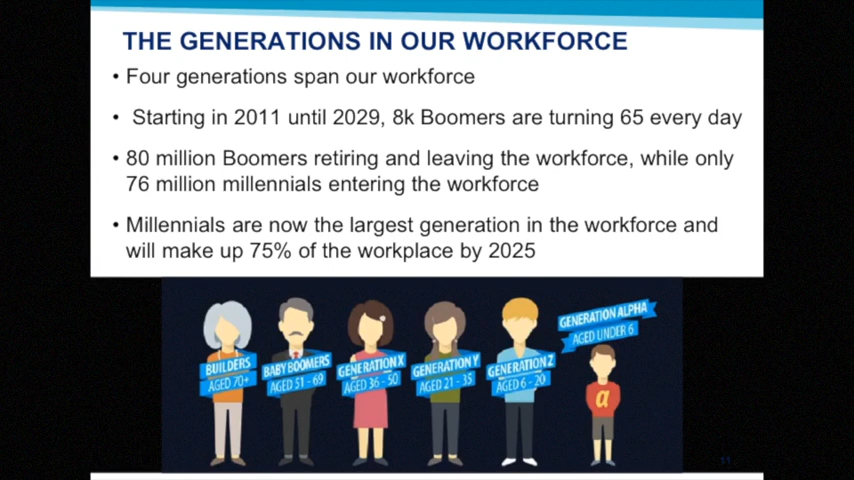 THE GENERATIONS IN OUR WORKFORCE
• Four generations span our workforce
• Starting in 2011 until 2029, 8k Boomers are turning 65 every day
• 80 million Boomers retiring and leaving the workforce, while only
76 million millennials entering the workforce
• Millennials are now the largest generation in the workforce and
will make up 75% of the workplace by 2025
BUILDERS
AGED 70+
BABY BOOMERS
AGED 51 - 69
GENERATION X
AGED 36 - 50
GENERATION Y
AGED 21 - 35
GENERATION Z
AGED 6 - 20
GENERATION ALPHA
AGED UNDER 6
α